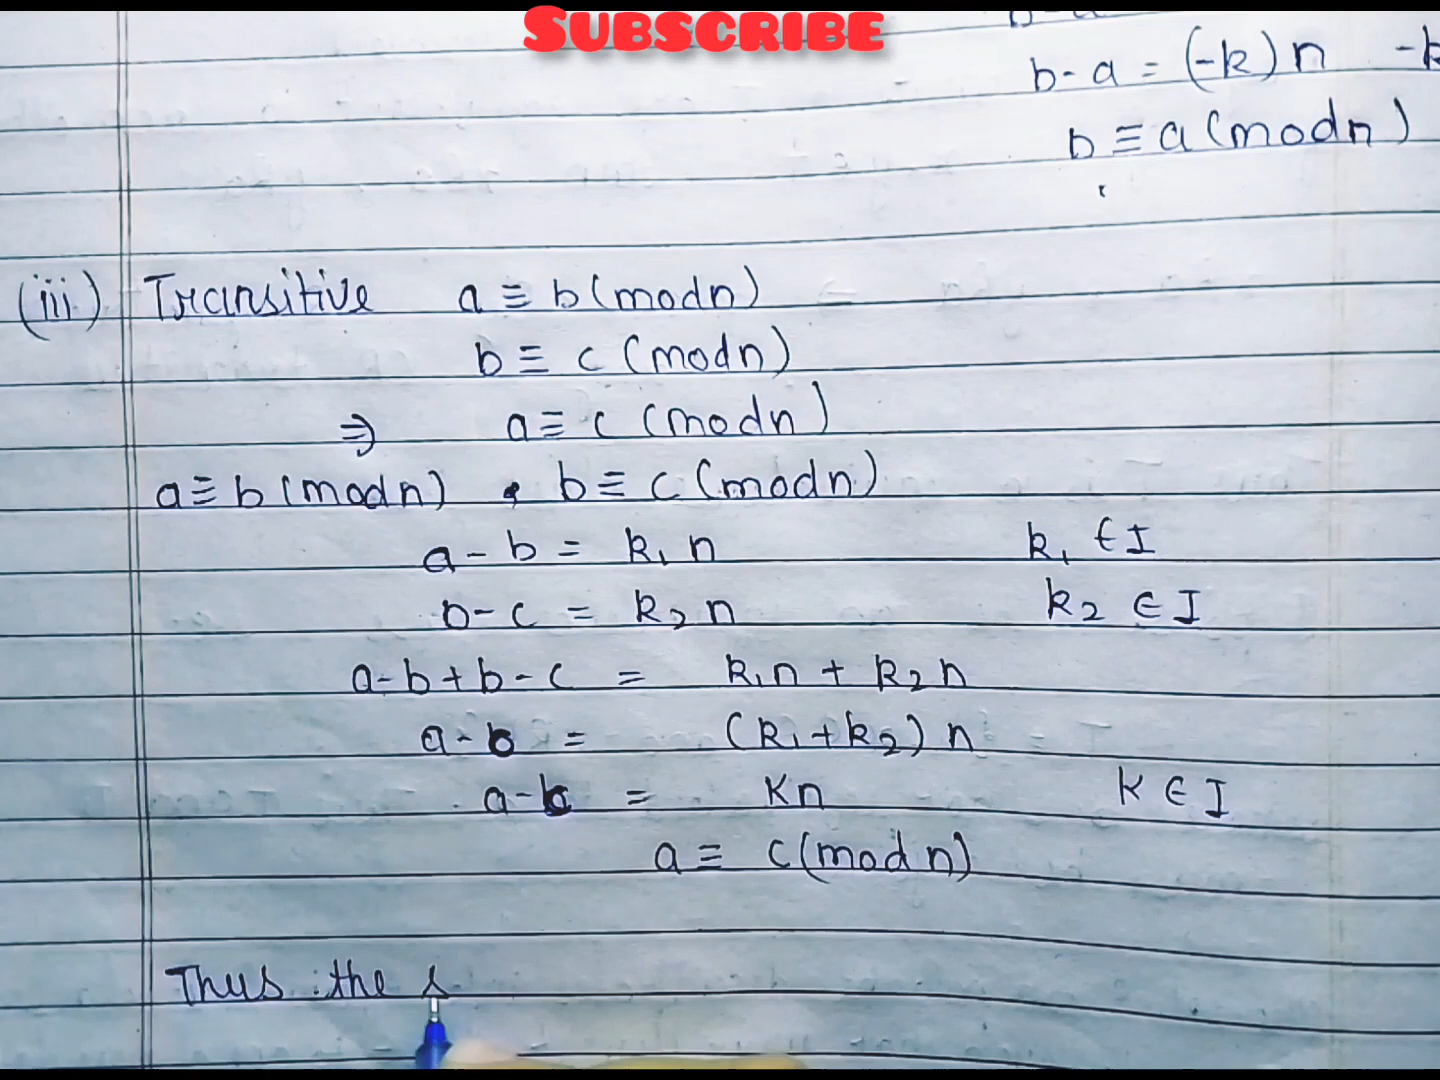 SUBSCRIBE
b-a = (-k) n -k
b ≡ a (mod n)
(iii) Transitive a ≡ b (mod n)
b ≡ c (mod n)
⇒ a ≡ c (mod n)
a ≡ b (mod n) , b ≡ c (mod n)
a - b = k₁ n k₁ ∈ I
b - c = k₂ n k₂ ∈ I
a - b + b - c = k₁n + k₂ n
a - c = (k₁ + k₂) n
a - c = Kn K ∈ I
a ≡ c (mod n)
Thus the s